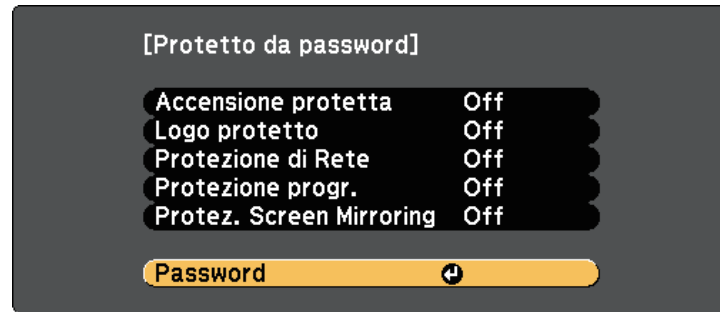 [Protetto da password]
Accensione protetta Off
Logo protetto Off
Protezione di Rete Off
Protezione progr. Off
Protez. Screen Mirroring Off
Password